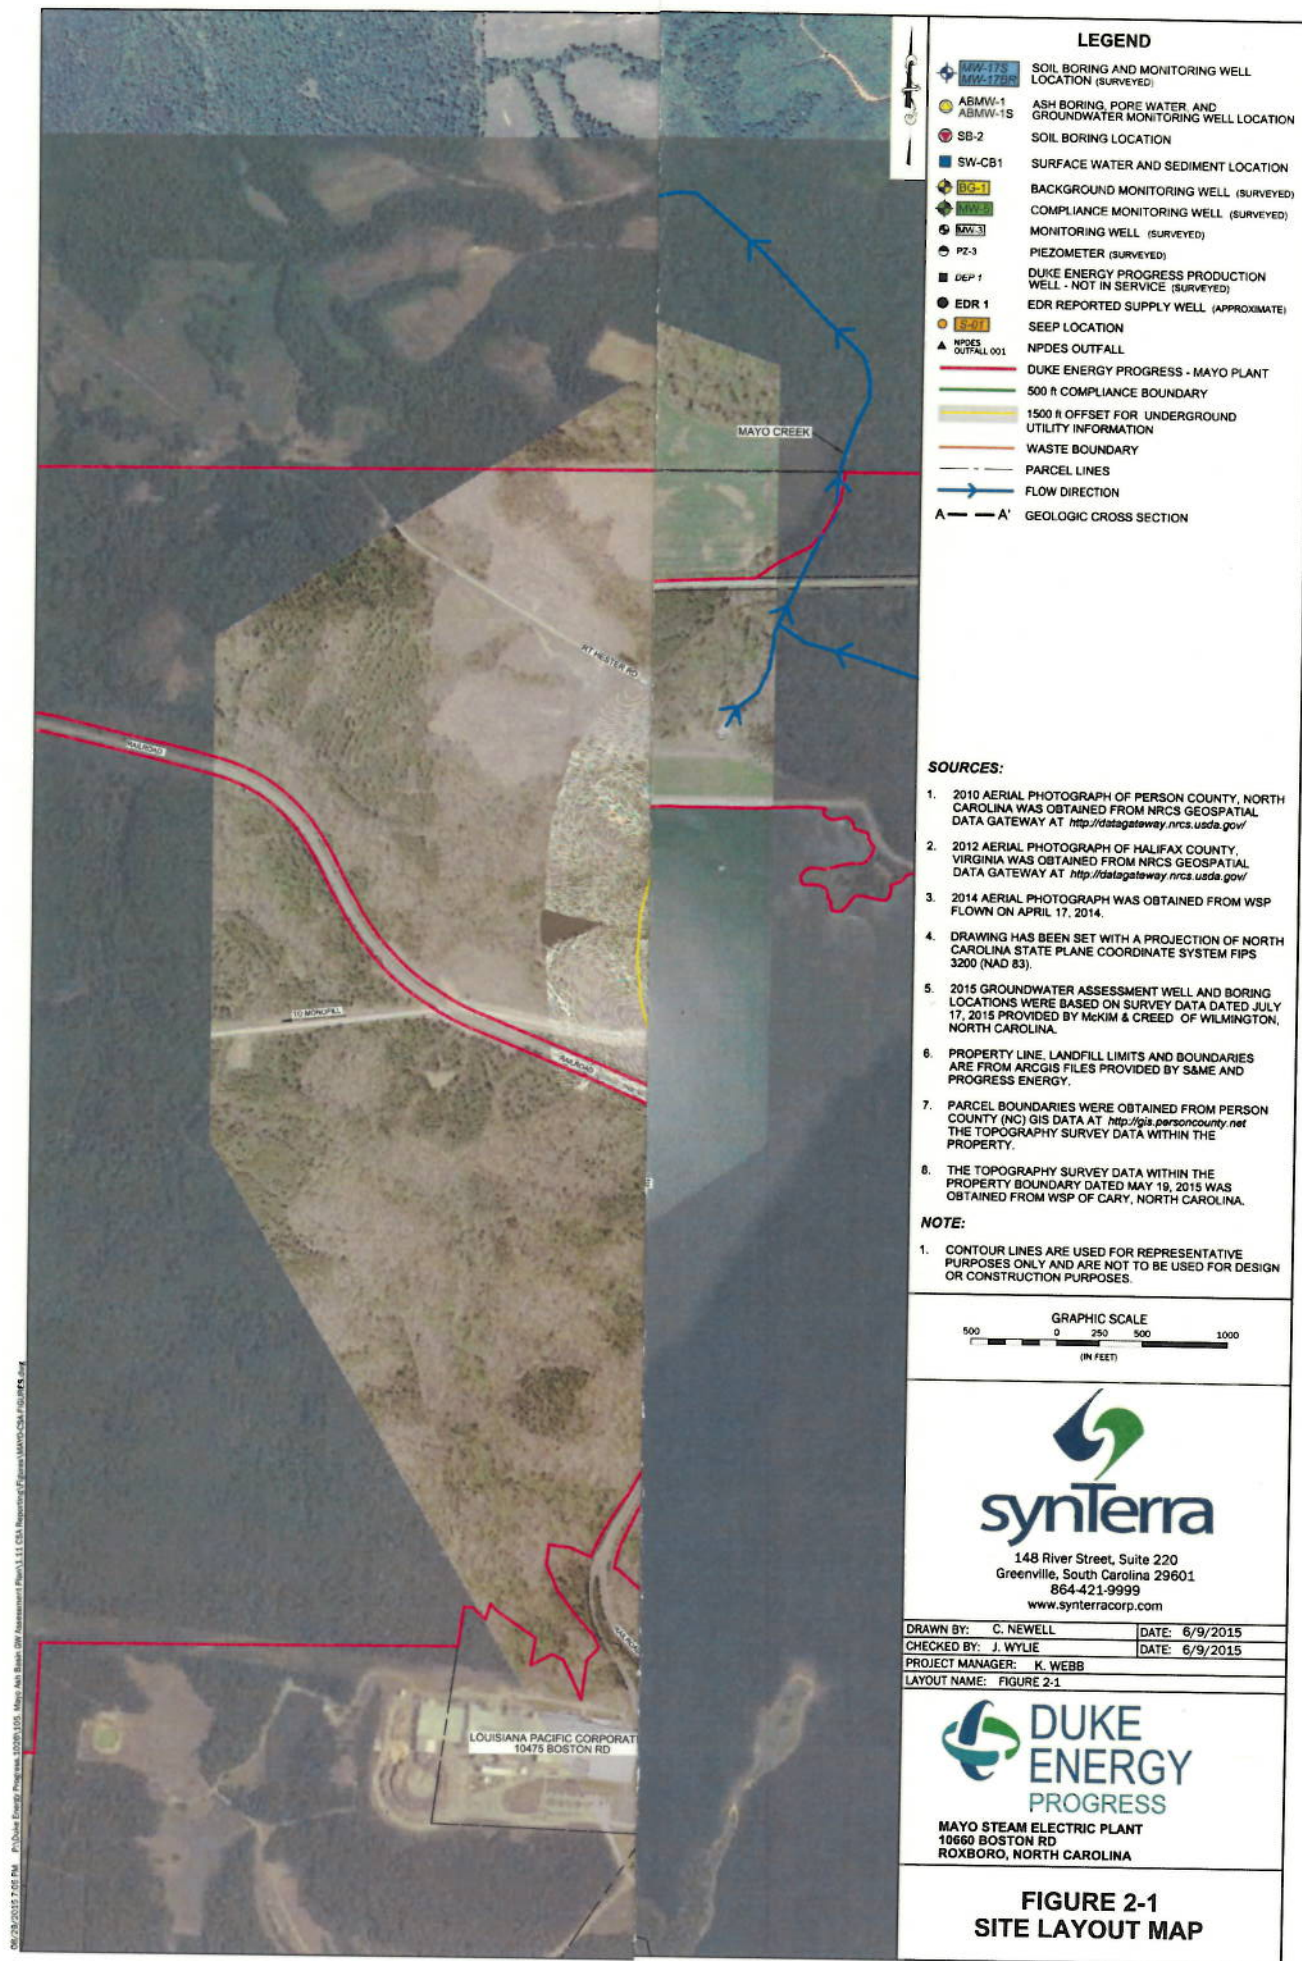 LEGEND
MW-17S
MW-17BR
SOIL BORING AND MONITORING WELL
LOCATION (SURVEYED)
ABMW-1
ABMW-1S
ASH BORING, PORE WATER, AND
GROUNDWATER MONITORING WELL LOCATION
SB-2 SOIL BORING LOCATION
SW-CB1 SURFACE WATER AND SEDIMENT LOCATION
BG-1 BACKGROUND MONITORING WELL (SURVEYED)
MW-5 COMPLIANCE MONITORING WELL (SURVEYED)
MW-3 MONITORING WELL (SURVEYED)
PZ-3 PIEZOMETER (SURVEYED)
DEP 1 DUKE ENERGY PROGRESS PRODUCTION
WELL - NOT IN SERVICE (SURVEYED)
EDR 1 EDR REPORTED SUPPLY WELL (APPROXIMATE)
S-01 SEEP LOCATION
NPDES
OUTFALL 001
NPDES OUTFALL
DUKE ENERGY PROGRESS - MAYO PLANT
500 ft COMPLIANCE BOUNDARY
1500 ft OFFSET FOR UNDERGROUND
UTILITY INFORMATION
WASTE BOUNDARY
PARCEL LINES
FLOW DIRECTION
A A' GEOLOGIC CROSS SECTION
MAYO CREEK
RT HESTER RD
RAILROAD
TO MONOFILL
RAILROAD
LOUISIANA PACIFIC CORPORATI
10475 BOSTON RD
SOURCES:
1. 2010 AERIAL PHOTOGRAPH OF PERSON COUNTY, NORTH
CAROLINA WAS OBTAINED FROM NRCS GEOSPATIAL
DATA GATEWAY AT http://datagateway.nrcs.usda.gov/
2. 2012 AERIAL PHOTOGRAPH OF HALIFAX COUNTY,
VIRGINIA WAS OBTAINED FROM NRCS GEOSPATIAL
DATA GATEWAY AT http://datagateway.nrcs.usda.gov/
3. 2014 AERIAL PHOTOGRAPH WAS OBTAINED FROM WSP
FLOWN ON APRIL 17, 2014.
4. DRAWING HAS BEEN SET WITH A PROJECTION OF NORTH
CAROLINA STATE PLANE COORDINATE SYSTEM FIPS
3200 (NAD 83).
5. 2015 GROUNDWATER ASSESSMENT WELL AND BORING
LOCATIONS WERE BASED ON SURVEY DATA DATED JULY
17, 2015 PROVIDED BY McKIM & CREED OF WILMINGTON,
NORTH CAROLINA.
6. PROPERTY LINE, LANDFILL LIMITS AND BOUNDARIES
ARE FROM ARCGIS FILES PROVIDED BY S&ME AND
PROGRESS ENERGY.
7. PARCEL BOUNDARIES WERE OBTAINED FROM PERSON
COUNTY (NC) GIS DATA AT http://gis.personcounty.net
THE TOPOGRAPHY SURVEY DATA WITHIN THE
PROPERTY.
8. THE TOPOGRAPHY SURVEY DATA WITHIN THE
PROPERTY BOUNDARY DATED MAY 19, 2015 WAS
OBTAINED FROM WSP OF CARY, NORTH CAROLINA.
NOTE:
1. CONTOUR LINES ARE USED FOR REPRESENTATIVE
PURPOSES ONLY AND ARE NOT TO BE USED FOR DESIGN
OR CONSTRUCTION PURPOSES.
GRAPHIC SCALE
500 0 250 500 1000
(IN FEET)
synTerra
148 River Street, Suite 220
Greenville, South Carolina 29601
864-421-9999
www.synterracorp.com
DRAWN BY: C. NEWELL DATE: 6/9/2015
CHECKED BY: J. WYLIE DATE: 6/9/2015
PROJECT MANAGER: K. WEBB
LAYOUT NAME: FIGURE 2-1
DUKE
ENERGY
PROGRESS
MAYO STEAM ELECTRIC PLANT
10660 BOSTON RD
ROXBORO, NORTH CAROLINA
FIGURE 2-1
SITE LAYOUT MAP